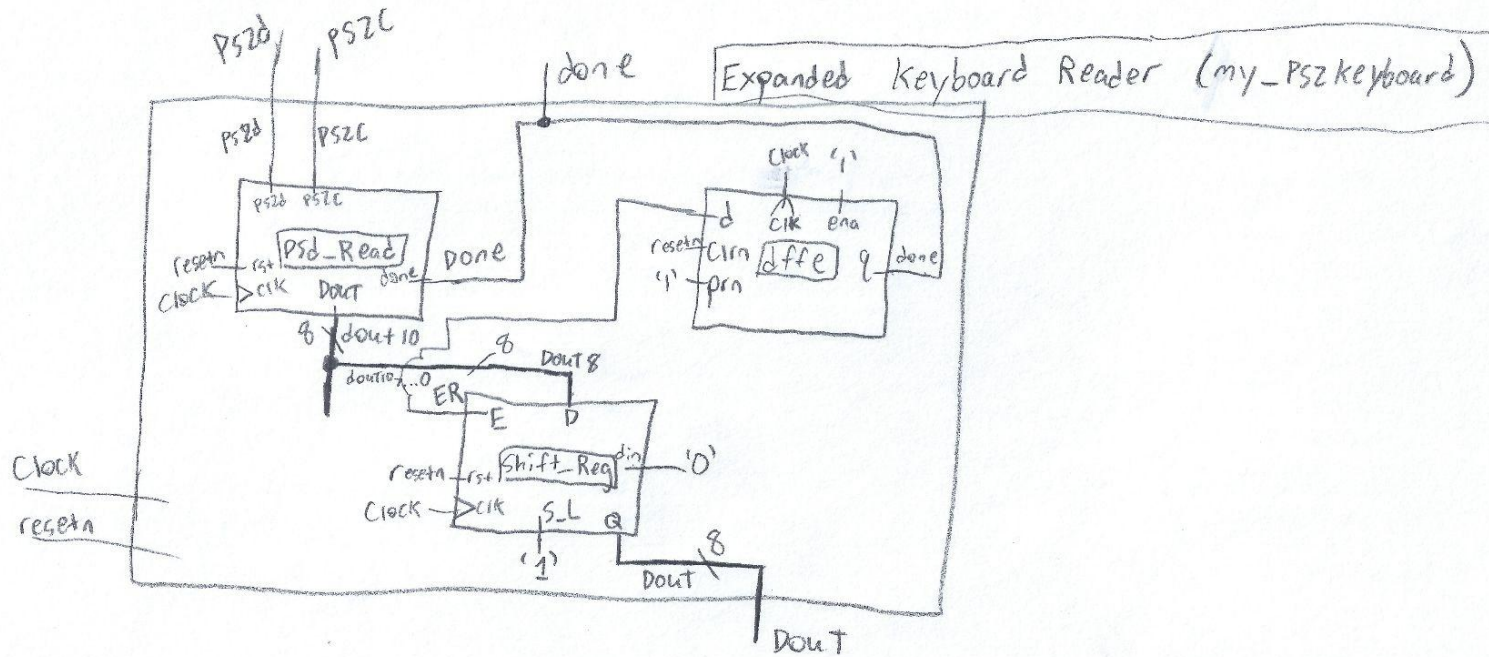 ps2d
ps2c
done
Expanded Keyboard Reader (my_PS2Keyboard)
ps2d
ps2c
ps2d ps2c
resetn
rst
Psd_Read
done
Done
Clock
Clk
Dout
8
dout10
Clock
'1'
d
Clk
ena
resetn
Clrn
dffe
q
done
'1'
prn
8
Dout8
ER
E
D
resetn
rst
Shift_Reg
din
'0'
Clock
Clk
S_L
Q
'1'
8
Dout
Clock
resetn
Dout